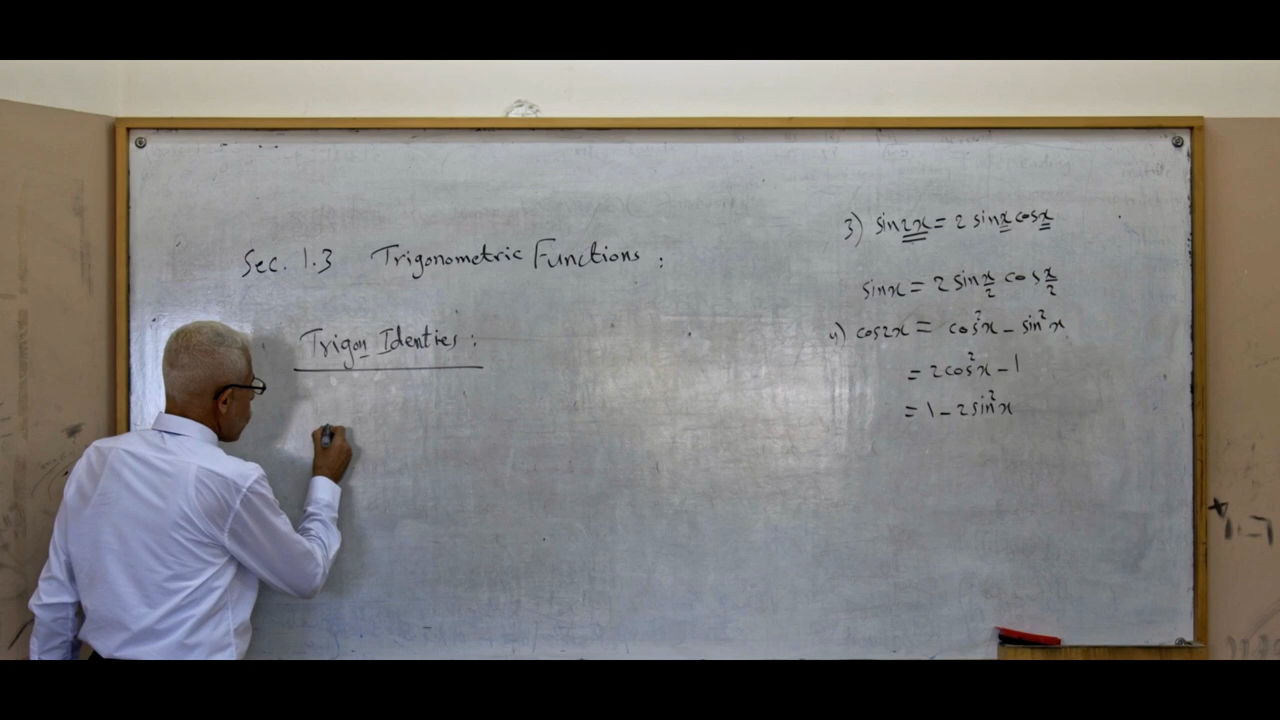 Sec. 1.3 Trigonometric Functions :
Trigon Identies :
3) sin2x = 2 sinx cosx
sinx = 2 sin x/2 cos x/2
4) cos2x = cos²x - sin²x
= 2cos²x - 1
= 1 - 2sin²x